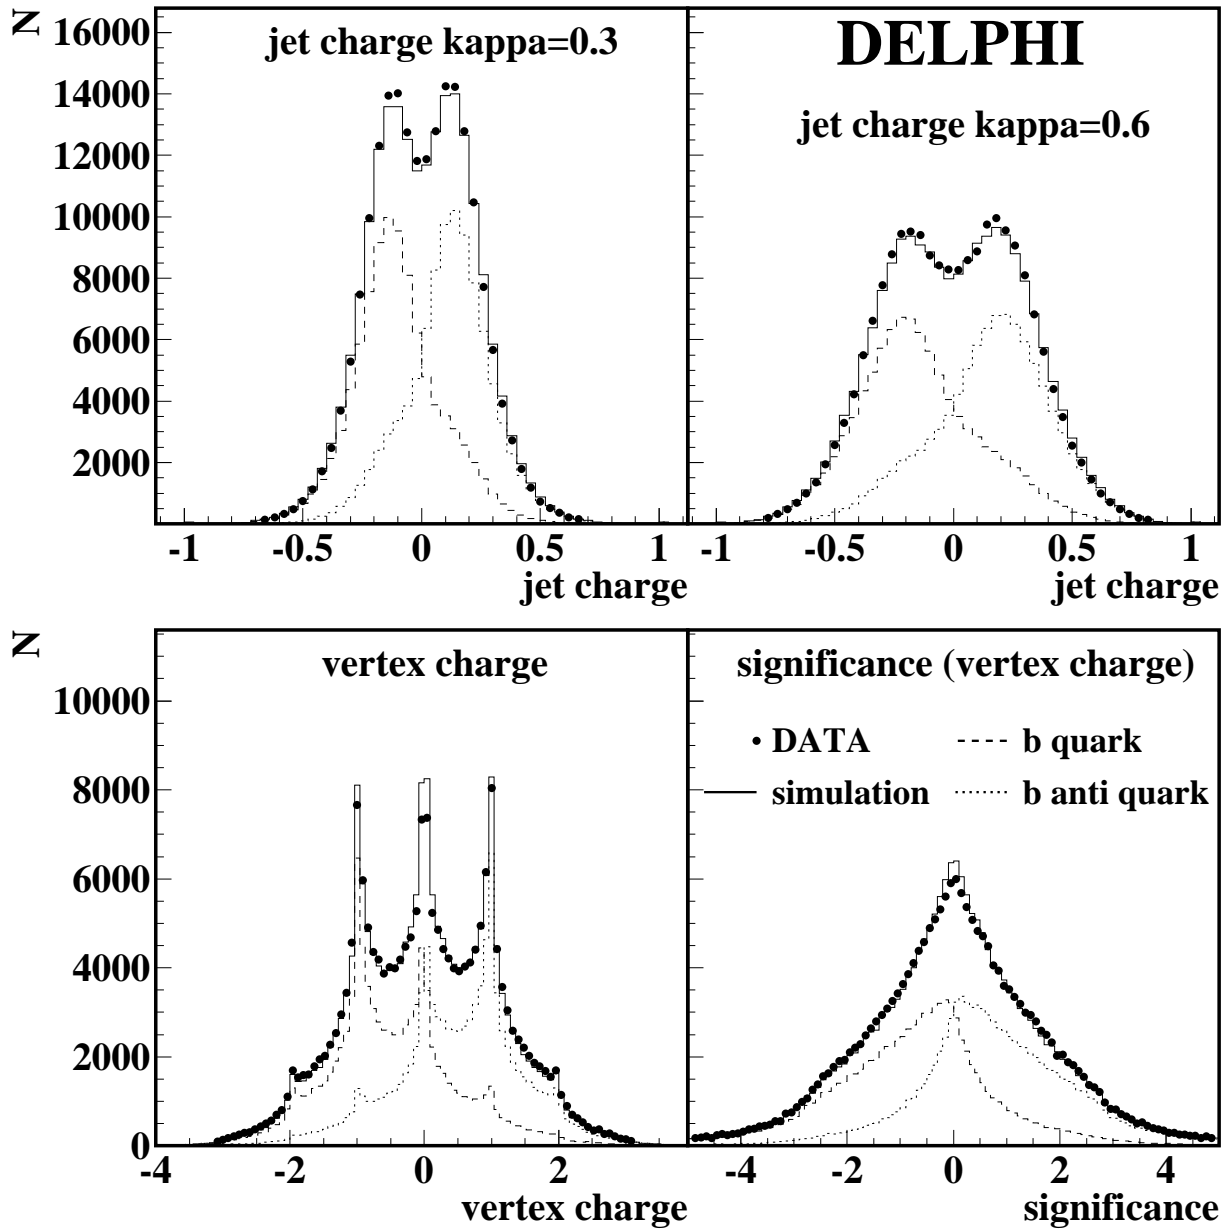 N
16000
14000
12000
10000
8000
6000
4000
2000
jet charge kappa=0.3
-1 -0.5 0 0.5 1
jet charge
DELPHI
jet charge kappa=0.6
-1 -0.5 0 0.5 1
jet charge
N
10000
8000
6000
4000
2000
0
vertex charge
-4 -2 0 2
vertex charge
significance (vertex charge)
DATA
b quark
simulation
b anti quark
-4 -2 0 2 4
significance